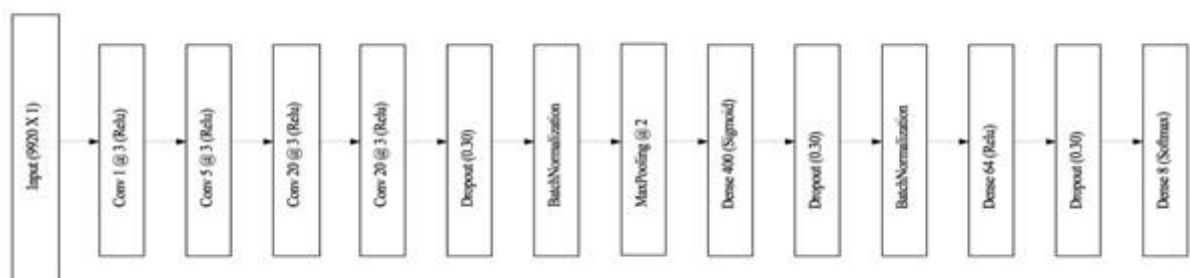 Input (9920 X 1)
Conv 1 @ 3 (Relu)
Conv 5 @ 3 (Relu)
Conv 20 @ 3 (Relu)
Conv 20 @ 3 (Relu)
Dropout (0.30)
BatchNormalization
MaxPooling @ 2
Dense 400 (Sigmoid)
Dropout (0.30)
BatchNormalization
Dense 64 (Relu)
Dropout (0.30)
Dense 8 (Sofmax)